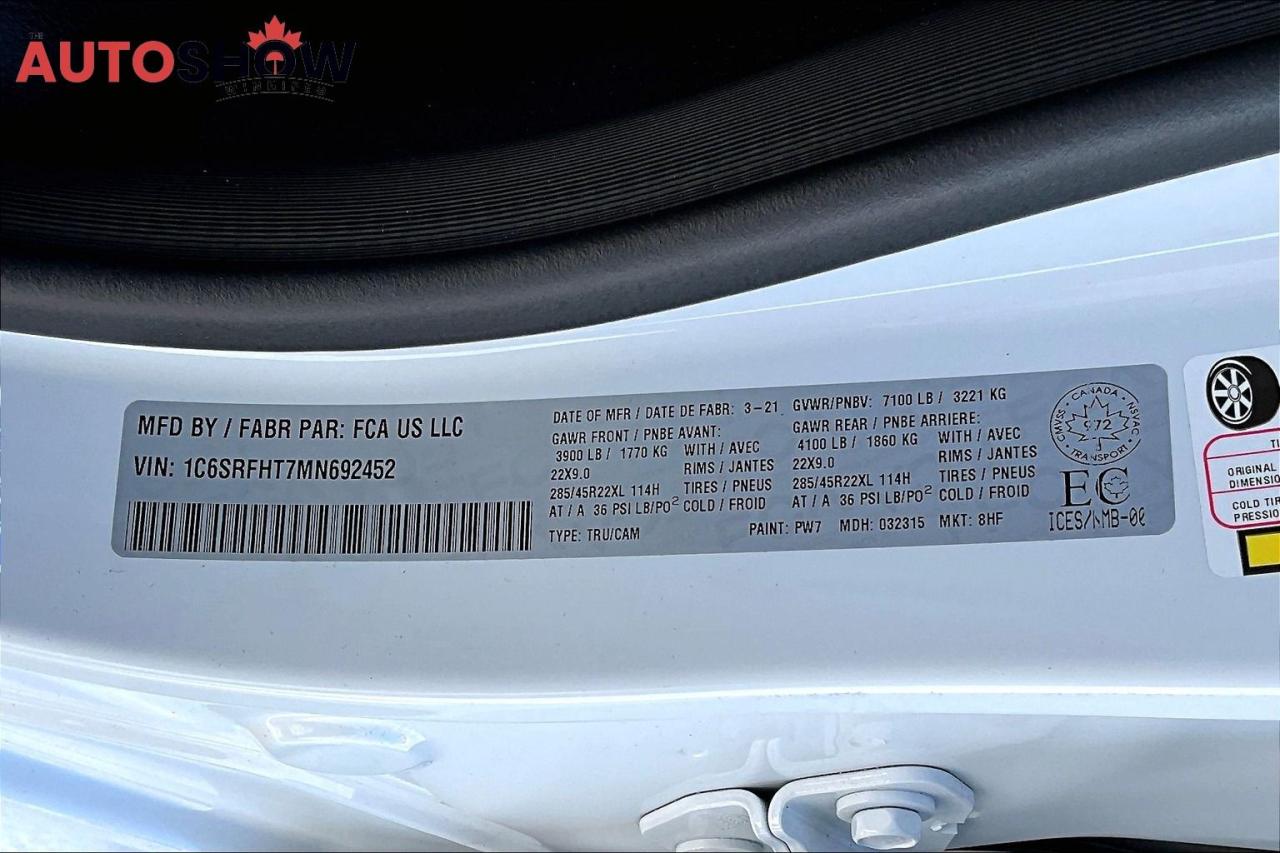 THE
AUTOSHOW
WINNIPEG
MFD BY / FABR PAR: FCA US LLC
VIN: 1C6SRFHT7MN692452
DATE OF MFR / DATE DE FABR: 3-21
GAWR FRONT / PNBE AVANT:
3900 LB / 1770 KG WITH / AVEC
22X9.0 RIMS / JANTES
285/45R22XL 114H TIRES / PNEUS
AT / A 36 PSI LB/PO² COLD / FROID
TYPE: TRU/CAM
GVWR/PNBV: 7100 LB / 3221 KG
GAWR REAR / PNBE ARRIERE:
4100 LB / 1860 KG WITH / AVEC
22X9.0 RIMS / JANTES
285/45R22XL 114H TIRES / PNEUS
AT / A 36 PSI LB/PO² COLD / FROID
PAINT: PW7 MDH: 032315 MKT: 8HF
CANADA
CMVSS NSVAC
972
TRANSPORT
EC
ORIGINAL
DIMENSIO
COLD TIR
PRESSIO